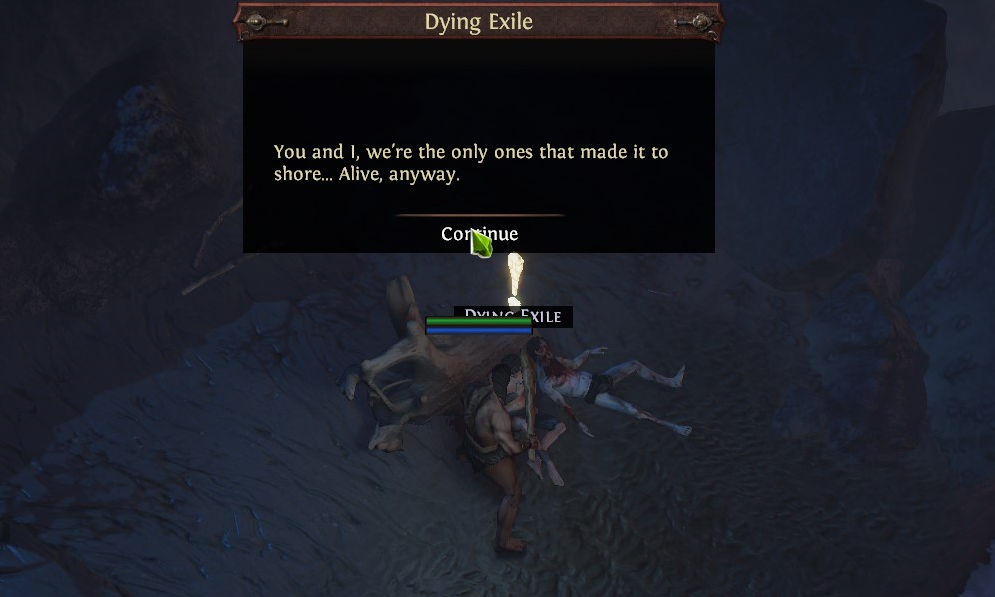 Dying Exile
You and I, we're the only ones that made it to
shore... Alive, anyway.
Continue
DYING EXILE